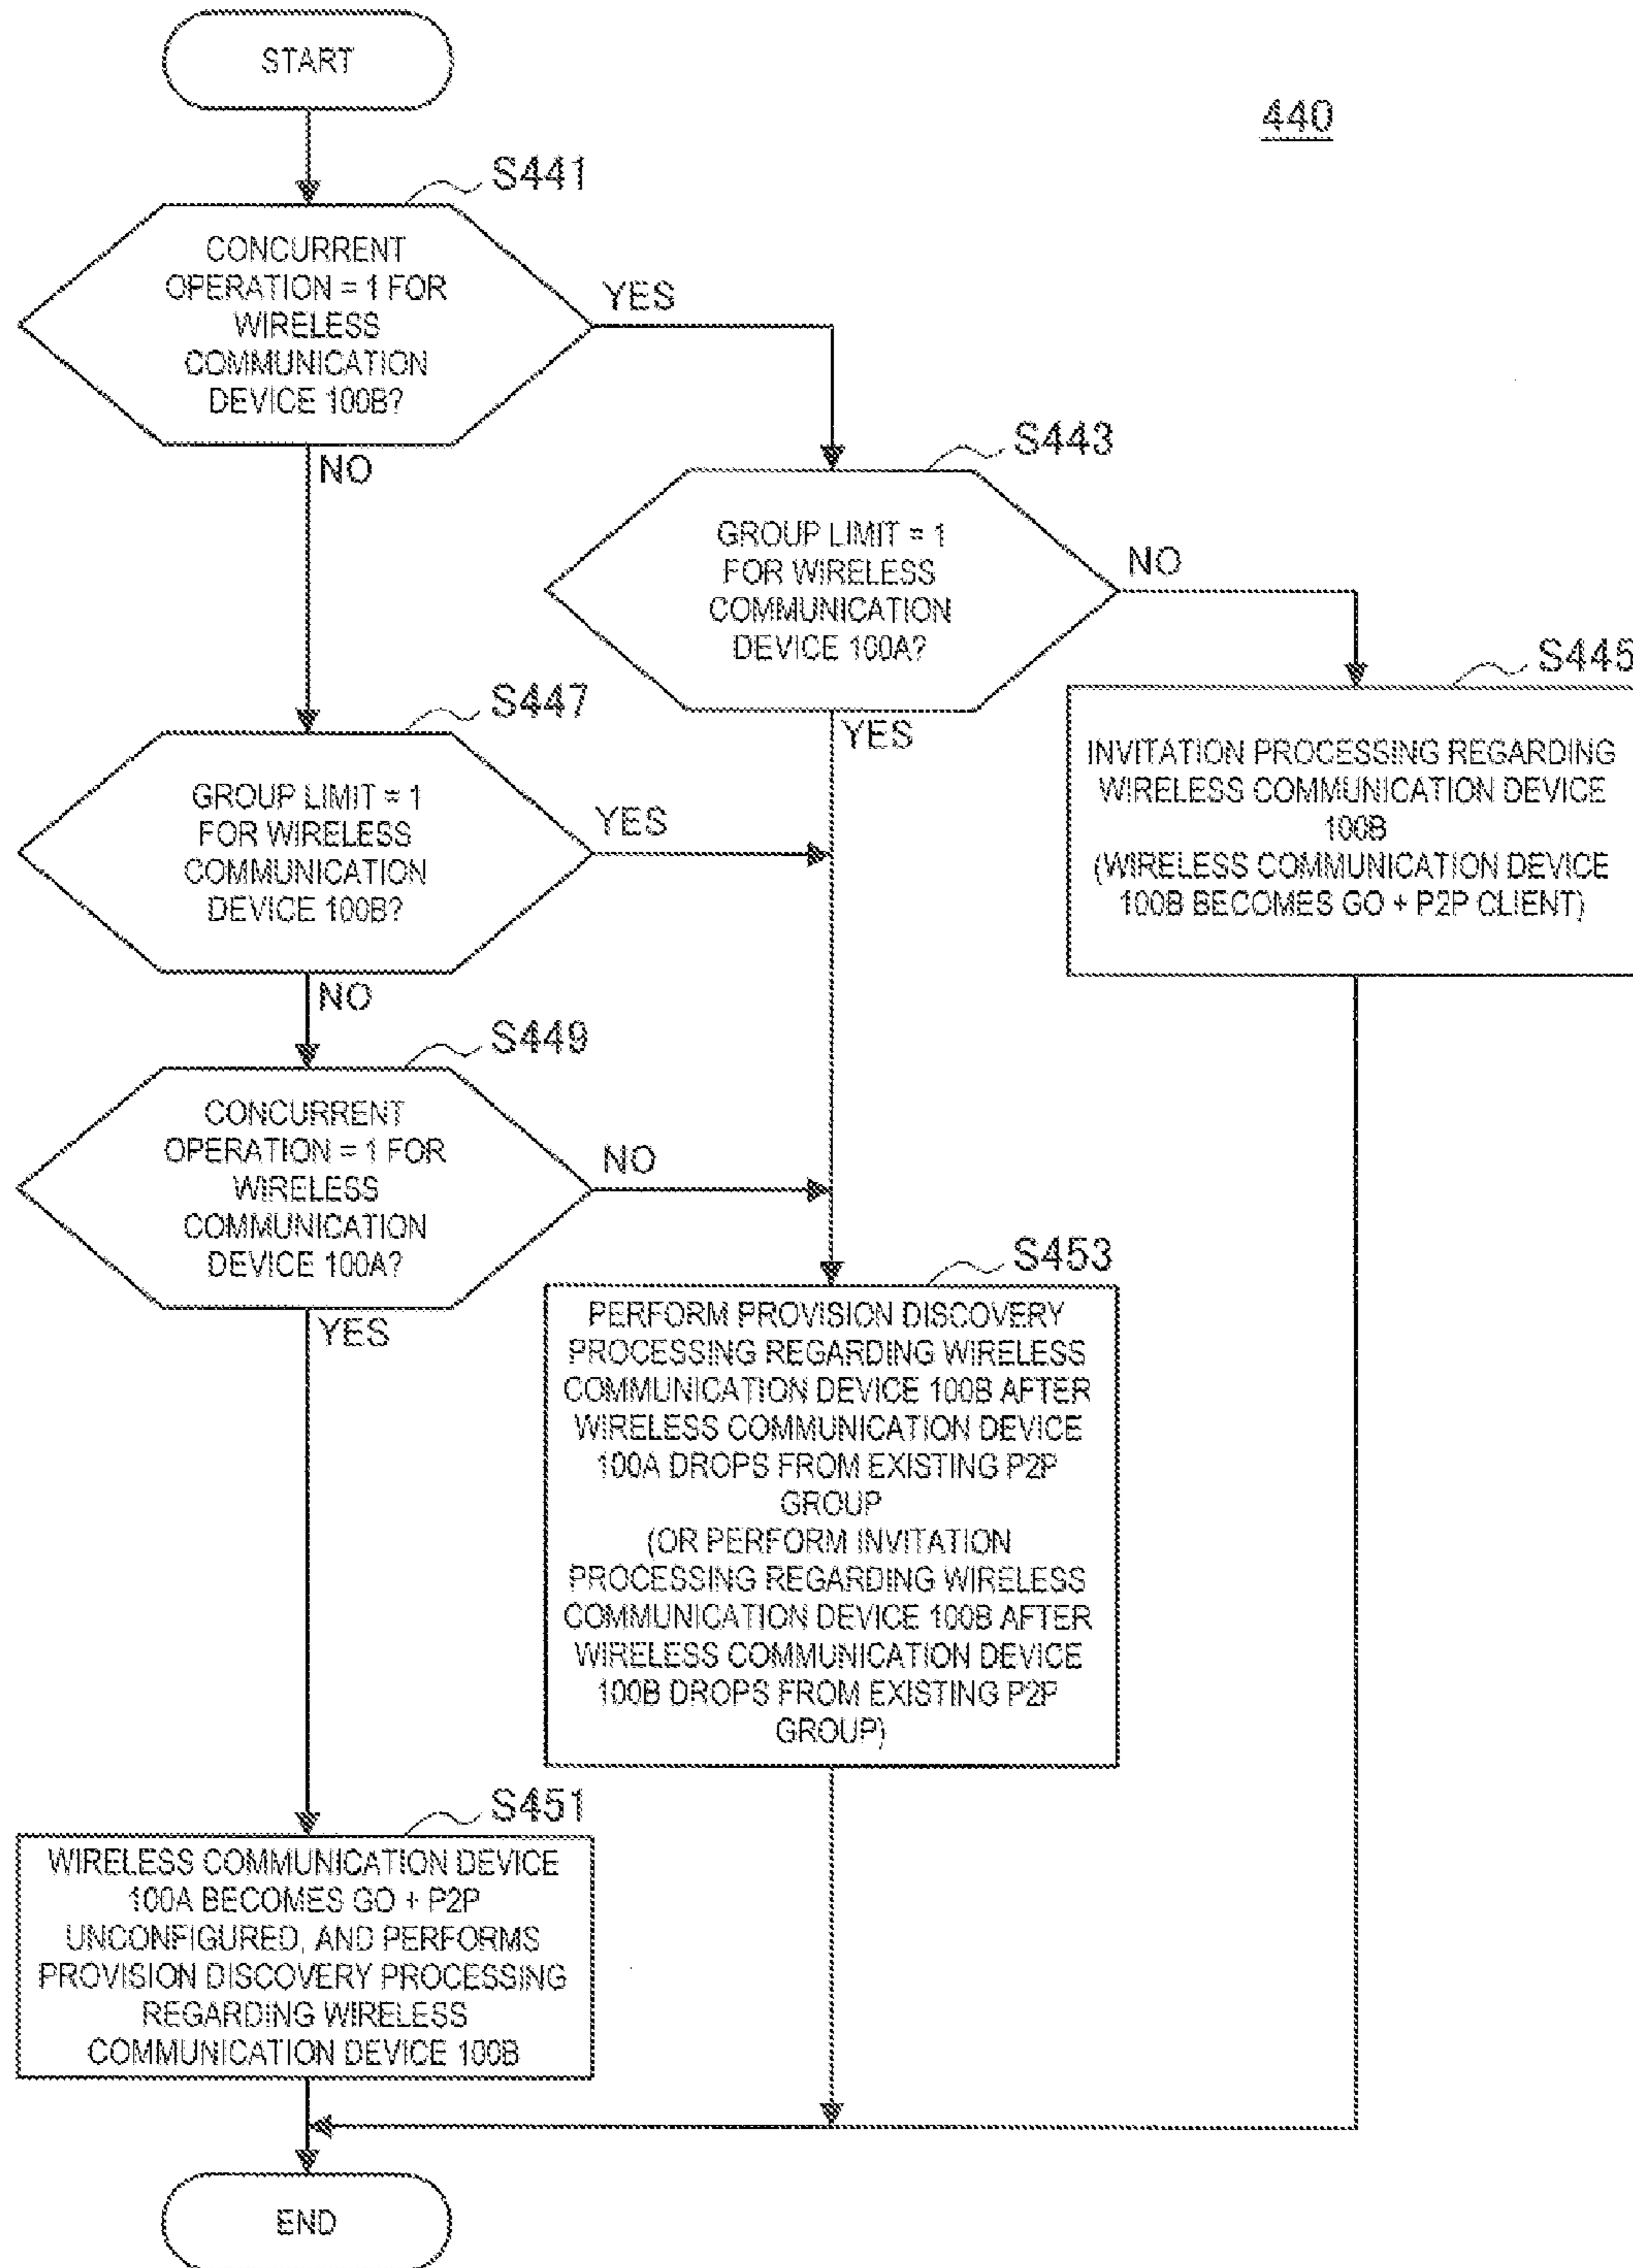 START
440
S441
CONCURRENT
OPERATION = 1 FOR
WIRELESS
COMMUNICATION
DEVICE 100B?
YES
NO
S443
GROUP LIMIT = 1
FOR WIRELESS
COMMUNICATION
DEVICE 100A?
NO
YES
S445
INVITATION PROCESSING REGARDING
WIRELESS COMMUNICATION DEVICE
100B
(WIRELESS COMMUNICATION DEVICE
100B BECOMES GO + P2P CLIENT)
S447
GROUP LIMIT = 1
FOR WIRELESS
COMMUNICATION
DEVICE 100B?
YES
NO
S449
CONCURRENT
OPERATION = 1 FOR
WIRELESS
COMMUNICATION
DEVICE 100A?
NO
YES
S453
PERFORM PROVISION DISCOVERY
PROCESSING REGARDING WIRELESS
COMMUNICATION DEVICE 100B AFTER
WIRELESS COMMUNICATION DEVICE
100A DROPS FROM EXISTING P2P
GROUP
(OR PERFORM INVITATION
PROCESSING REGARDING WIRELESS
COMMUNICATION DEVICE 100B AFTER
WIRELESS COMMUNICATION DEVICE
100B DROPS FROM EXISTING P2P
GROUP)
S451
WIRELESS COMMUNICATION DEVICE
100A BECOMES GO + P2P
UNCONFIGURED, AND PERFORMS
PROVISION DISCOVERY PROCESSING
REGARDING WIRELESS
COMMUNICATION DEVICE 100B
END